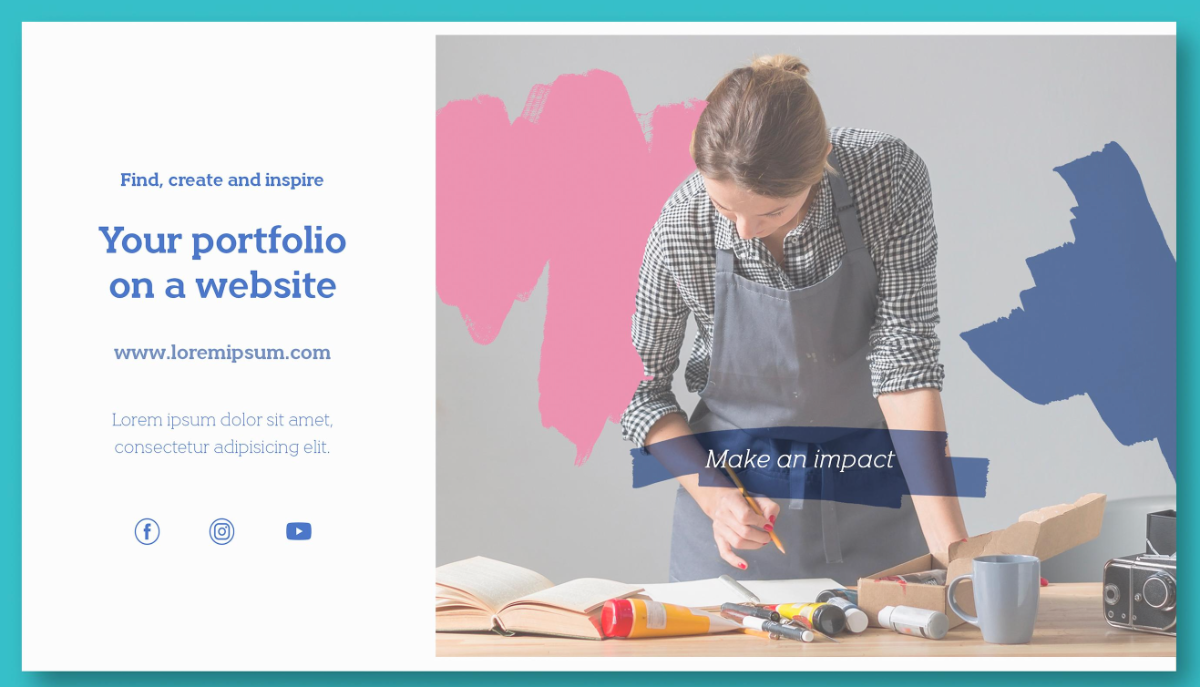 Find, create and inspire
Your portfolio
on a website
www.loremipsum.com
Lorem ipsum dolor sit amet,
consectetur adipisicing elit.
Make an impact